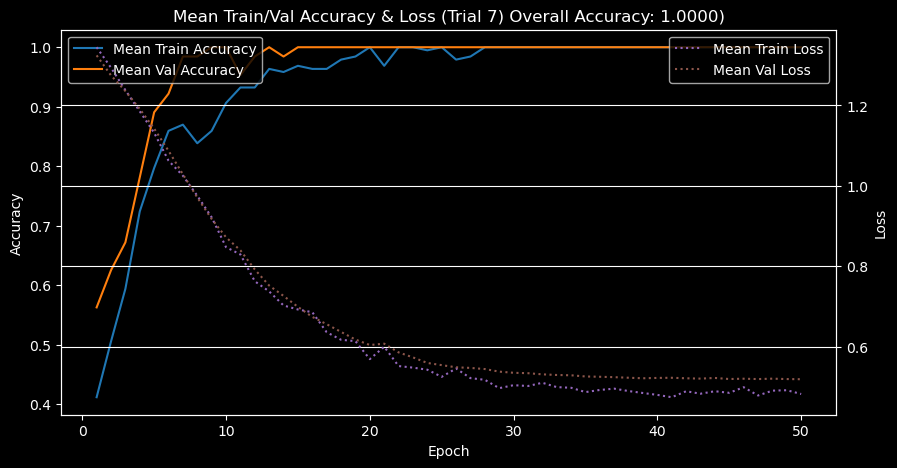 Mean Train/Val Accuracy & Loss (Trial 7) Overall Accuracy: 1.0000)
Mean Train Accuracy
Mean Val Accuracy
Mean Train Loss
Mean Val Loss
Accuracy
1.0
0.9
0.8
0.7
0.6
0.5
0.4
1.2
1.0
0.8
0.6
Loss
0
10
20
30
40
50
Epoch